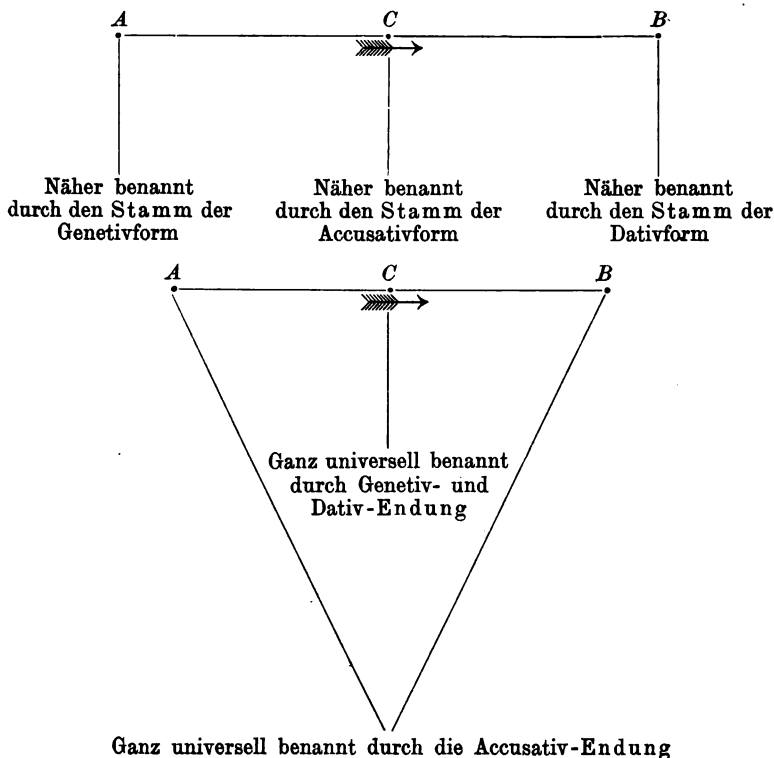 A C B
Näher benannt
durch den Stamm der
Genetivform
Näher benannt
durch den Stamm der
Accusativform
Näher benannt
durch den Stamm der
Dativform
A C B
Ganz universell benannt
durch Genetiv- und
Dativ-Endung
Ganz universell benannt durch die Accusativ-Endung